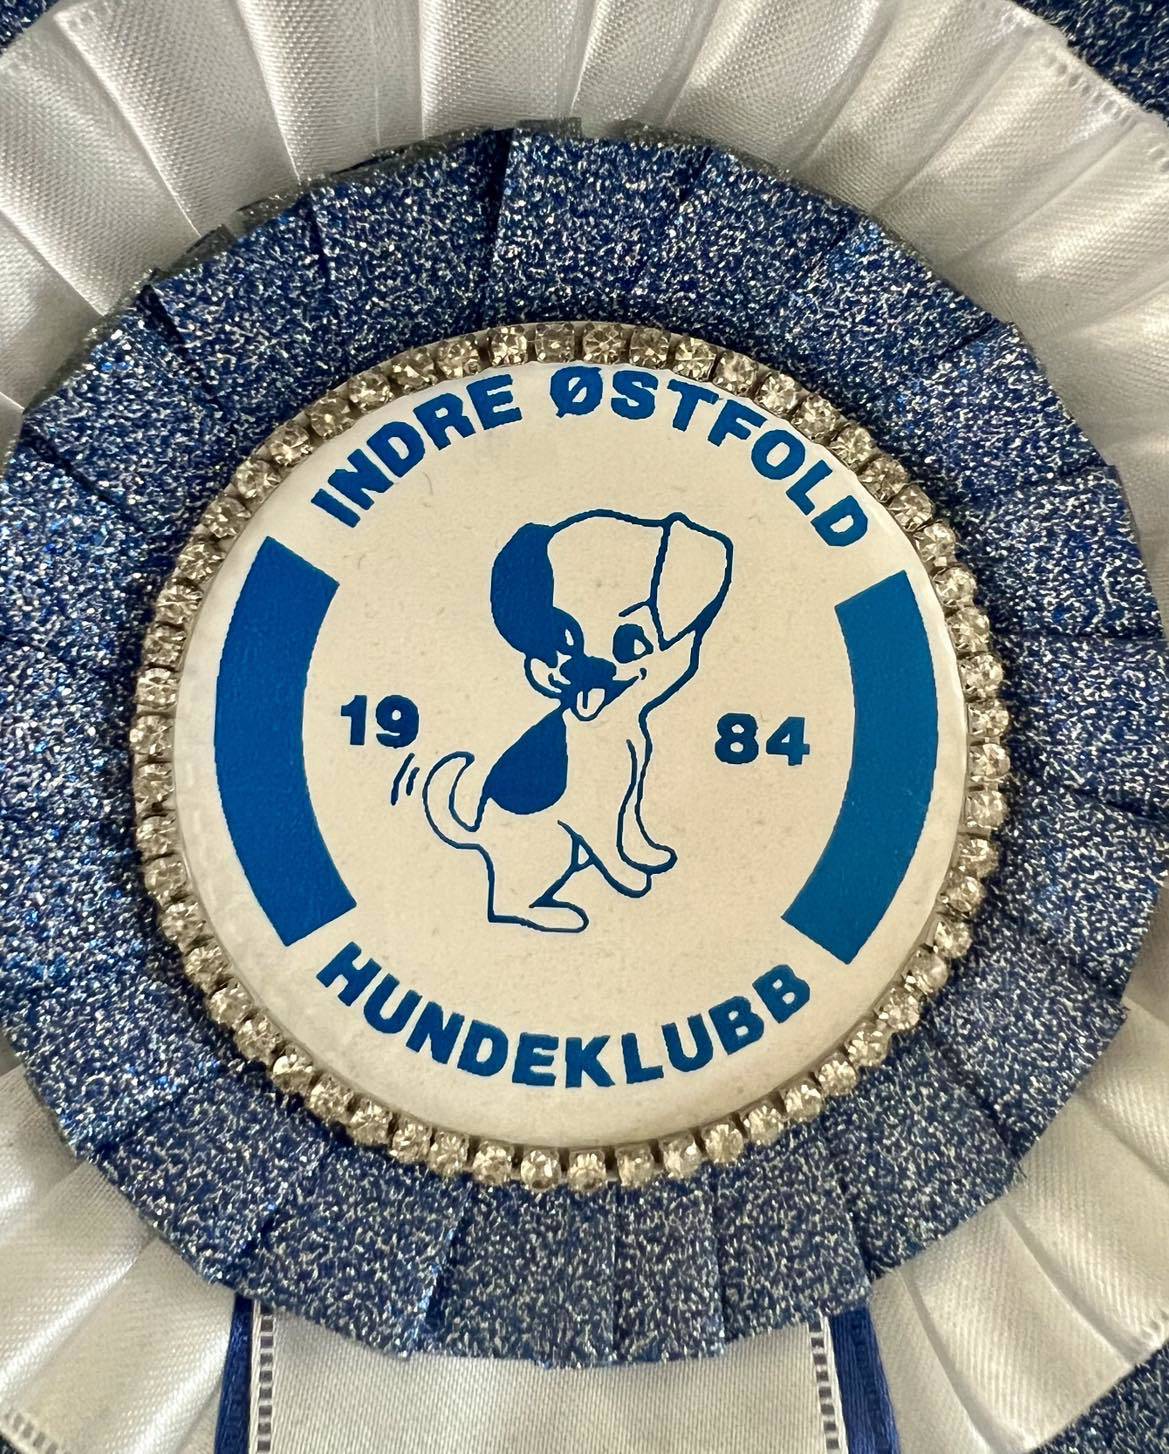 INDRE ØSTFOLD
19 84
HUNDEKLUBB